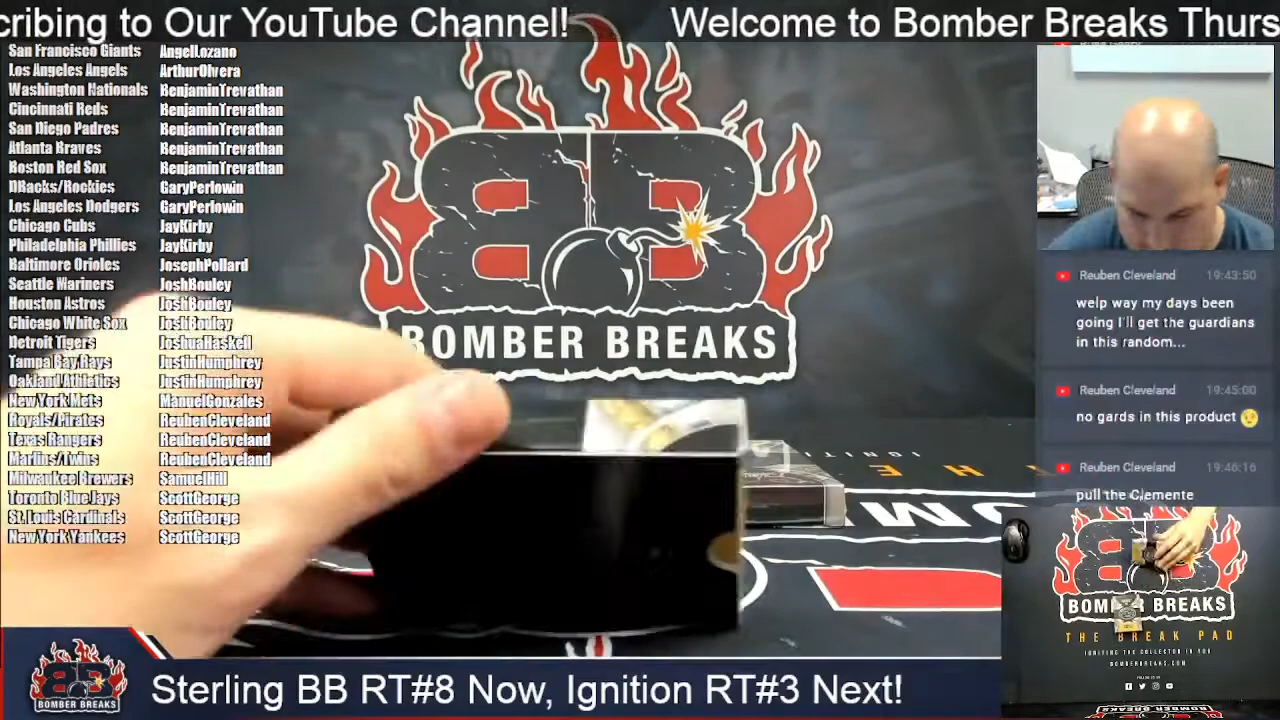 cribing to Our YouTube Channel! Welcome to Bomber Breaks Thurs
San Francisco Giants AngelLozano
Los Angeles Angels ArthurOlvera
Washington Nationals BenjaminTrevathan
Cincinnati Reds BenjaminTrevathan
San Diego Padres BenjaminTrevathan
Atlanta Braves BenjaminTrevathan
Boston Red Sox BenjaminTrevathan
DBacks/Rockies GaryPerlowin
Los Angeles Dodgers GaryPerlowin
Chicago Cubs JayKirby
Philadelphia Phillies JayKirby
Baltimore Orioles JosephPollard
Seattle Mariners JoshBouley
Houston Astros JoshBouley
Chicago White Sox JoshBouley
Detroit Tigers JoshuaHaskell
Tampa Bay Rays JustinHumphrey
Oakland Athletics JustinHumphrey
New York Mets ManuelGonzales
Royals/Pirates ReubenCleveland
Texas Rangers ReubenCleveland
Marlins/Twins ReubenCleveland
Milwaukee Brewers SamuelHill
Toronto Blue Jays ScottGeorge
St. Louis Cardinals ScottGeorge
New York Yankees ScottGeorge
BB
BOMBER BREAKS
Reuben Cleveland 19:43:50
welp way my days been
going I'll get the guardians
in this random...
Reuben Cleveland 19:45:00
no gards in this product 😉
Reuben Cleveland 19:46:16
pull the Clemente
BOMBER BREAKS
THE BREAK PAD
IGNITING THE COLLECTOR IN YOU
BOMBERBREAKS.COM
BOMBER BREAKS
Sterling BB RT#8 Now, Ignition RT#3 Next!